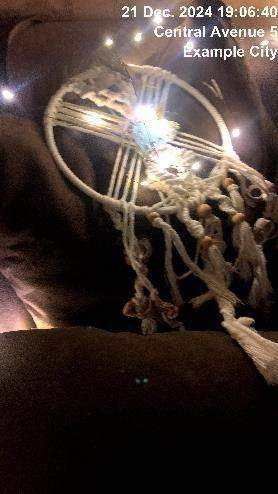 21 Dec. 2024 19:06:40
Central Avenue 5
Example City